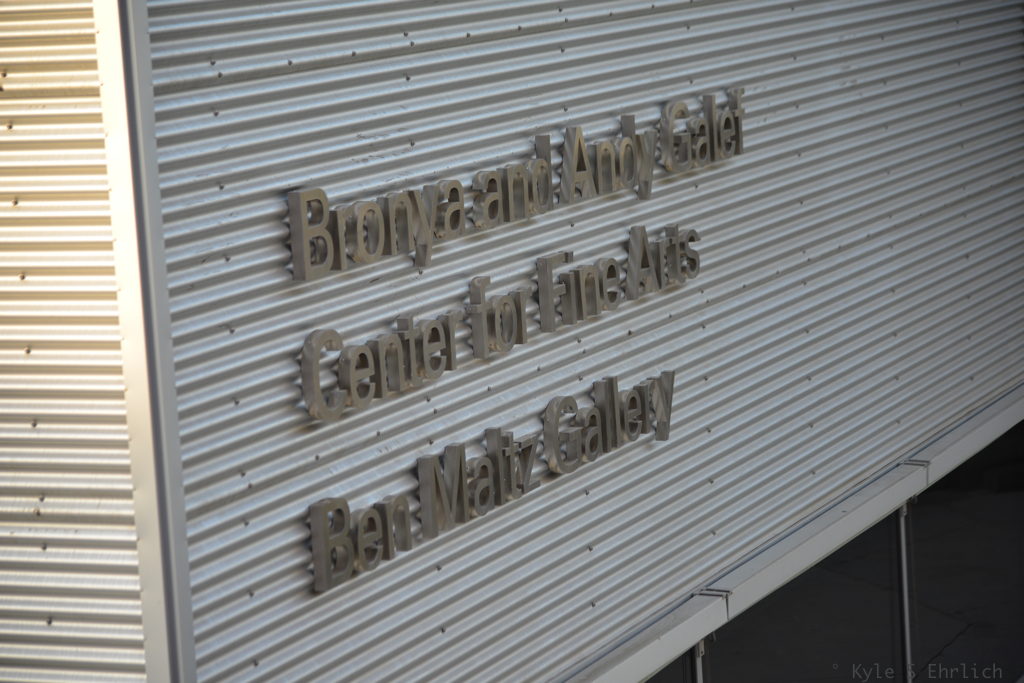 Bronya and Andy Galef
Center for Fine Arts
Ben Maltz Gallery
° Kyle S Ehrlich